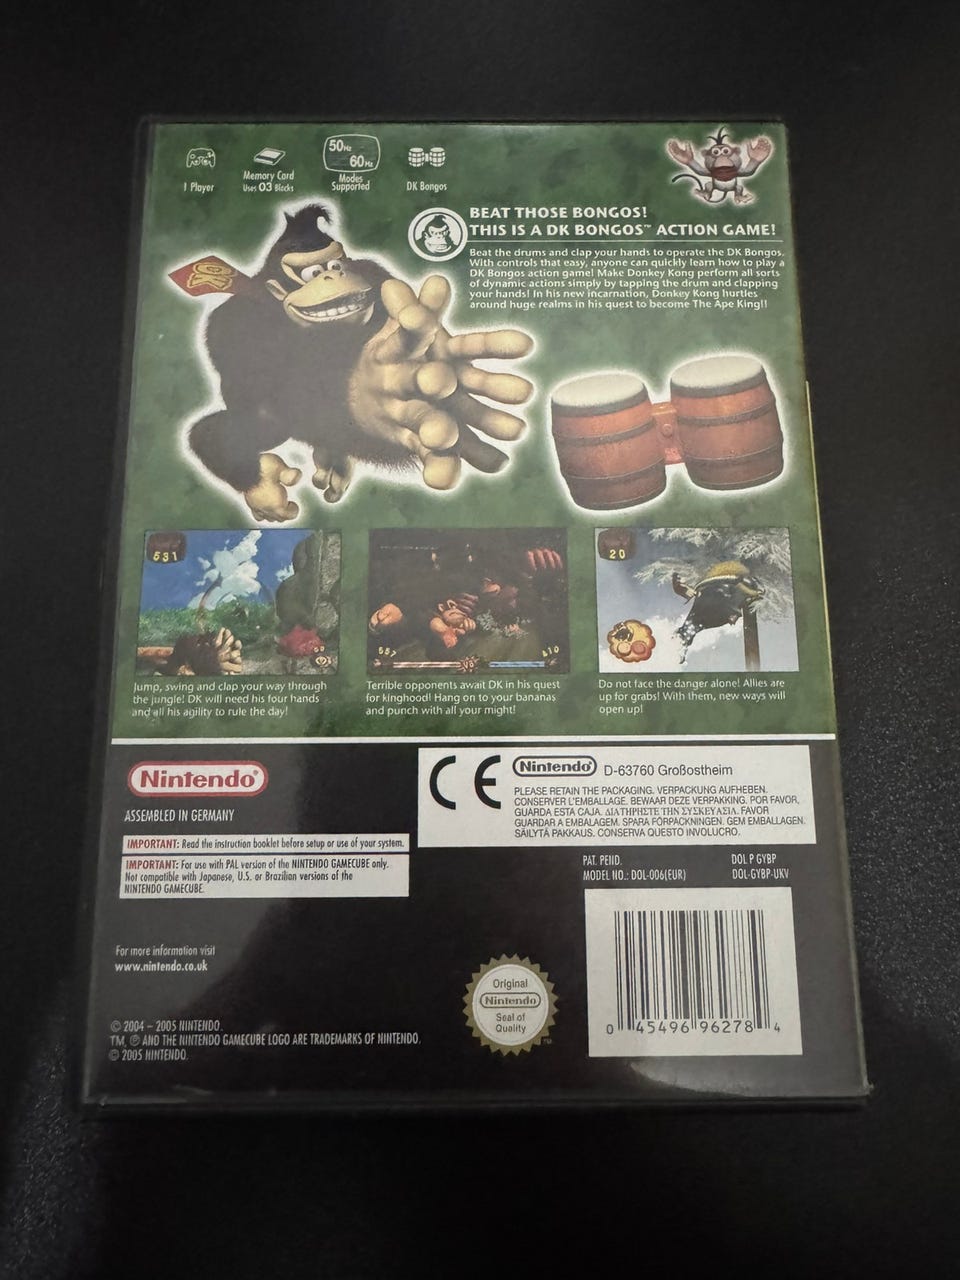 1 Player
Memory Card
Uses 03 Blocks
50Hz
60Hz
Modes
Supported
DK Bongos
BEAT THOSE BONGOS!
THIS IS A DK BONGOS™ ACTION GAME!
Beat the drums and clap your hands to operate the DK Bongos.
With controls that easy, anyone can quickly learn how to play a
DK Bongos action game! Make Donkey Kong perform all sorts
of dynamic actions simply by tapping the drum and clapping
your hands! In his new incarnation, Donkey Kong hurtles
around huge realms in his quest to become The Ape King!!
DK
531
50
557
VS
410
20
Jump, swing and clap your way through
the jungle! DK will need his four hands
and all his agility to rule the day!
Terrible opponents await DK in his quest
for kinghood! Hang on to your bananas
and punch with all your might!
Do not face the danger alone! Allies are
up for grabs! With them, new ways will
open up!
Nintendo®
ASSEMBLED IN GERMANY
IMPORTANT: Read the instruction booklet before setup or use of your system.
IMPORTANT: For use with PAL version of the NINTENDO GAMECUBE only.
Not compatible with Japanese, U.S. or Brazilian versions of the
NINTENDO GAMECUBE.
For more information visit
www.nintendo.co.uk
© 2004 – 2005 NINTENDO.
TM, ® AND THE NINTENDO GAMECUBE LOGO ARE TRADEMARKS OF NINTENDO.
© 2005 NINTENDO.
CE
Nintendo® D-63760 Großostheim
PLEASE RETAIN THE PACKAGING. VERPACKUNG AUFHEBEN.
CONSERVER L'EMBALLAGE. BEWAAR DEZE VERPAKKING. POR FAVOR,
GUARDA ESTA CAJA. ΔΙΑΤΗΡΗΣΤΕ ΤΗΝ ΣΥΣΚΕΥΑΣΙΑ. FAVOR
GUARDAR A EMBALAGEM. SPARA FÖRPACKNINGEN. GEM EMBALLAGEN.
SÄILYTÄ PAKKAUS. CONSERVA QUESTO INVOLUCRO.
PAT. PEND.
MODEL NO.: DOL-006(EUR)
DOL P GYBP
DOL-GYBP-UKV
Original
Nintendo
Seal of
Quality
TM
0 45496 96278 4